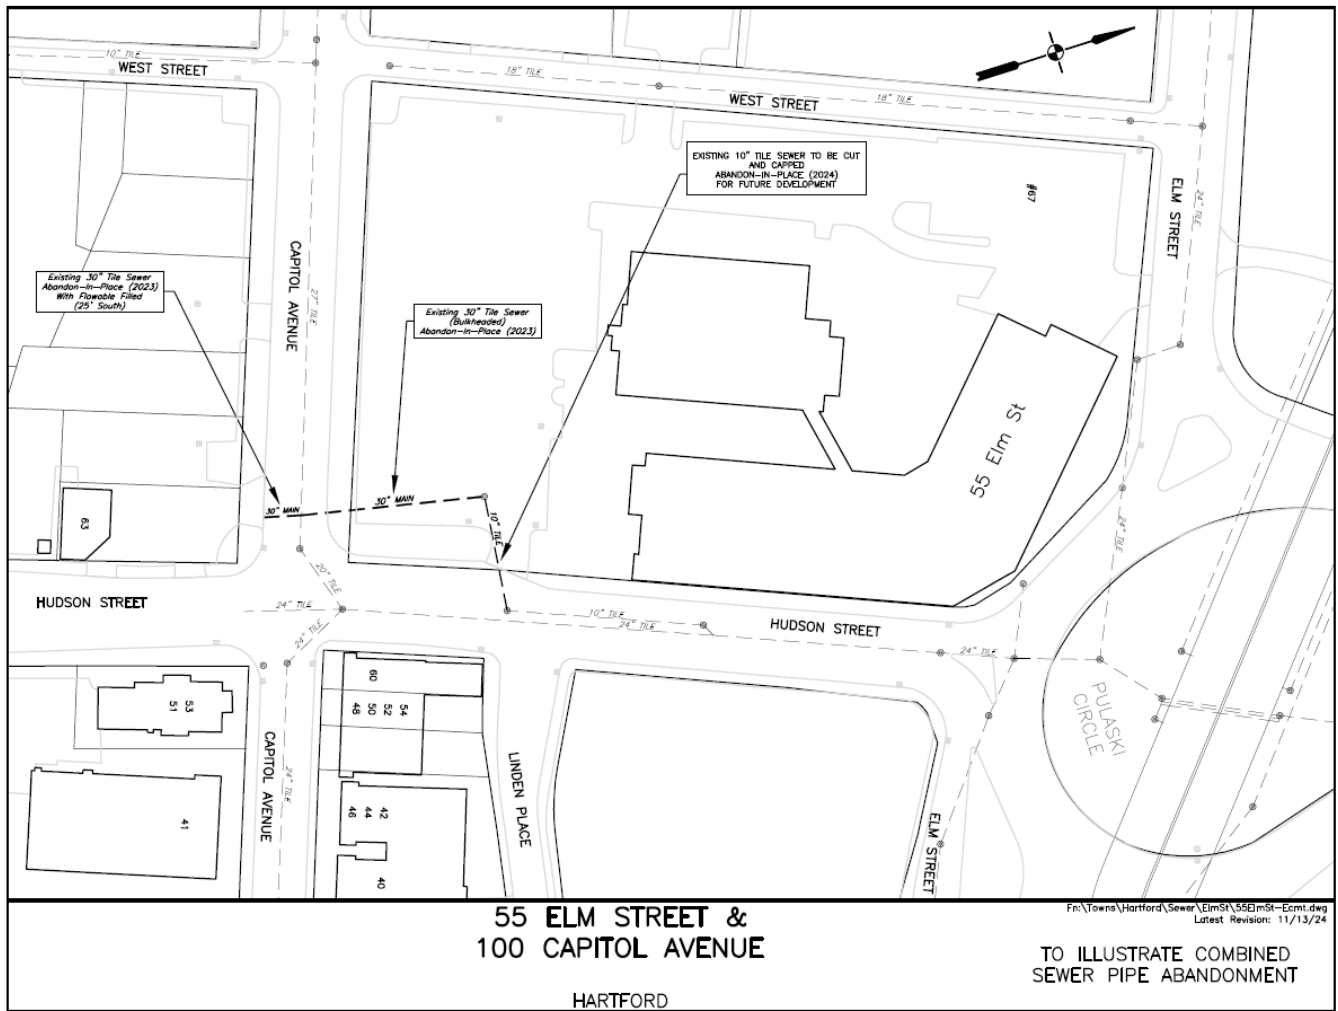 10" TILE
WEST STREET
18" TILE
WEST STREET
18" TILE
EXISTING 10" TILE SEWER TO BE CUT
AND CAPPED
ABANDON-IN-PLACE (2024)
FOR FUTURE DEVELOPMENT
#67
ELM STREET
24" TILE
CAPITOL AVENUE
27" TILE
Existing 30" Tile Sewer
Abandon-in-Place (2023)
With Flowable Filled
(25' South)
Existing 30" Tile Sewer
(Bulkheaded)
Abandon-in-Place (2023)
55 Elm St
30" MAIN
30" MAIN
10" TILE
24" TILE
63
20" TILE
HUDSON STREET
24" TILE
24" TILE
10" TILE
24" TILE
HUDSON STREET
24" TILE
60
54
52
50
48
53
51
PULASKI
CIRCLE
CAPITOL AVENUE
24" TILE
LINDEN PLACE
42
44
46
41
40
ELM STREET
55 ELM STREET &
100 CAPITOL AVENUE
HARTFORD
Fn:\Towns\Hartford\Sewer\ElmSt\55ElmSt-Ecmt.dwg
Latest Revision: 11/13/24
TO ILLUSTRATE COMBINED
SEWER PIPE ABANDONMENT